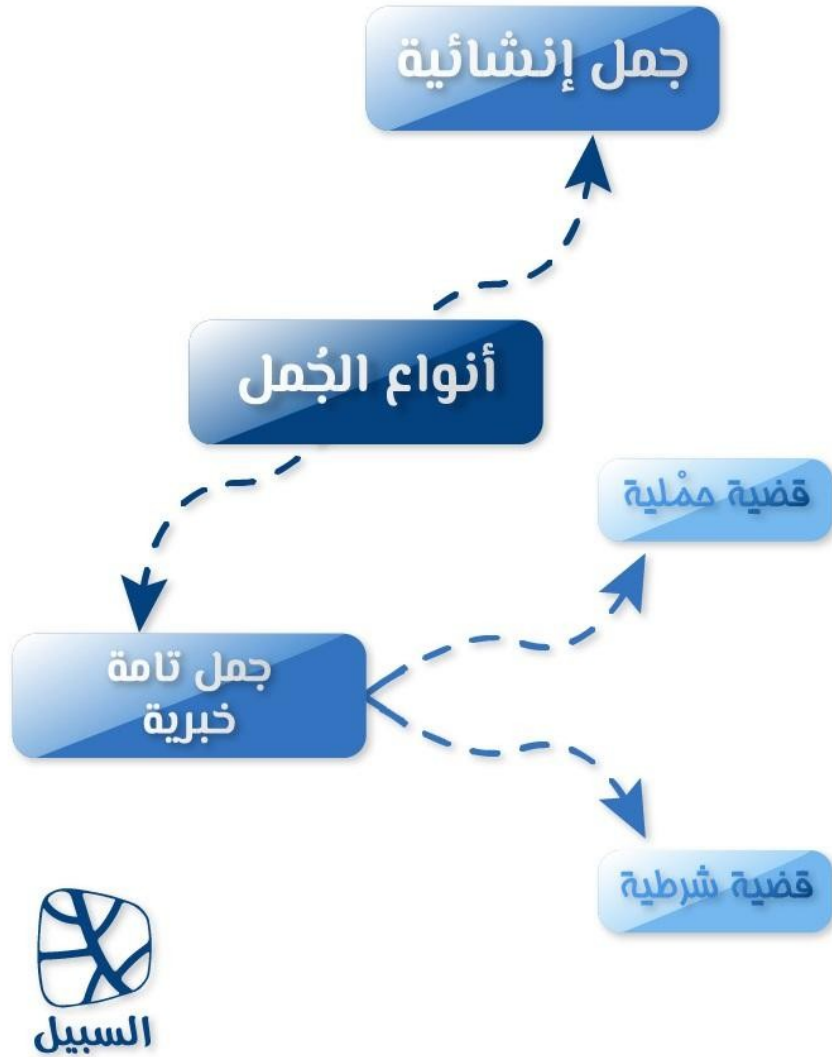 جمل إنشائية
أنواع الجُمل
قضية حمْلية
جمل تامة
خبرية
قضية شرطية
السبيل